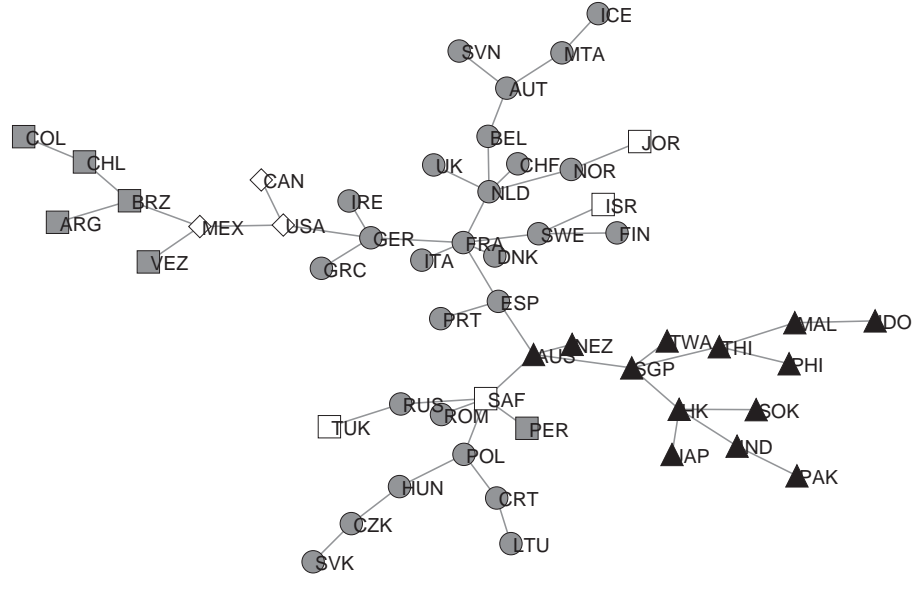 ICE
SVN
MTA
AUT
COL
BEL
JOR
CHL
UK
CHF
NOR
CAN
NLD
BRZ
IRE
ISR
ARG
MEX
USA
GER
FRA
SWE
FIN
VEZ
GRC
ITA
DNK
ESP
PRT
MAL
IDO
AUS
NEZ
TWA
THI
SGP
PHI
RUS
SAF
ROM
HK
SOK
TUK
PER
POL
JAP
IND
HUN
PAK
CRT
CZK
LTU
SVK